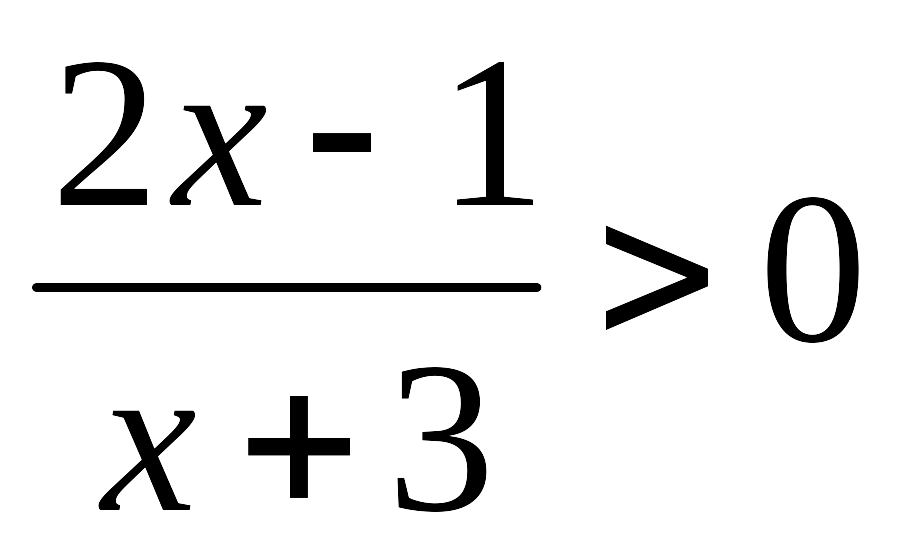 2x - 1
> 0
x + 3